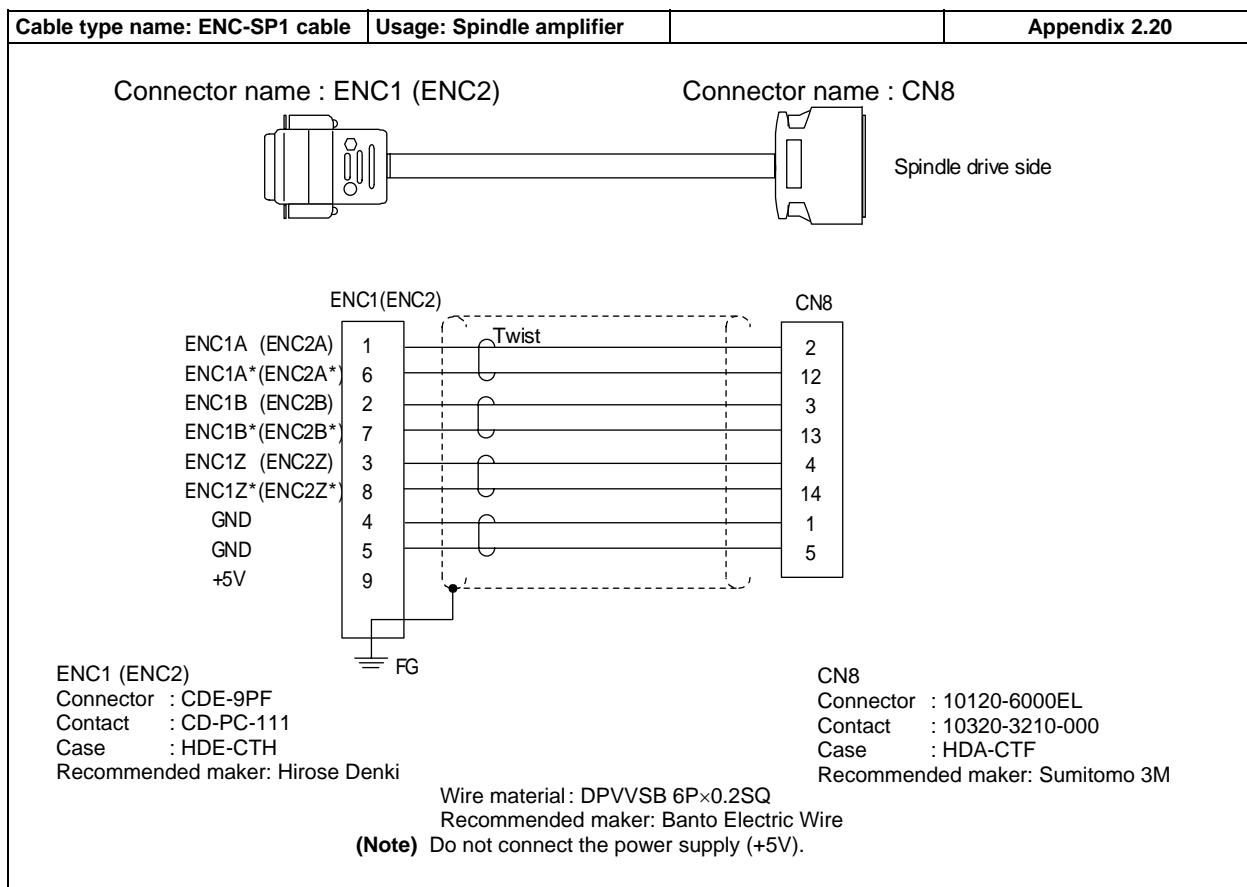 Cable type name: ENC-SP1 cable Usage: Spindle amplifier Appendix 2.20
Connector name : ENC1 (ENC2) Connector name : CN8
Spindle drive side
ENC1(ENC2) CN8
Twist
ENC1A (ENC2A) 1 2
ENC1A*(ENC2A*) 6 12
ENC1B (ENC2B) 2 3
ENC1B*(ENC2B*) 7 13
ENC1Z (ENC2Z) 3 4
ENC1Z*(ENC2Z*) 8 14
GND 4 1
GND 5 5
+5V 9
FG
ENC1 (ENC2)
Connector : CDE-9PF
Contact : CD-PC-111
Case : HDE-CTH
Recommended maker: Hirose Denki
CN8
Connector : 10120-6000EL
Contact : 10320-3210-000
Case : HDA-CTF
Recommended maker: Sumitomo 3M
Wire material : DPVVSB 6P×0.2SQ
Recommended maker: Banto Electric Wire
(Note) Do not connect the power supply (+5V).